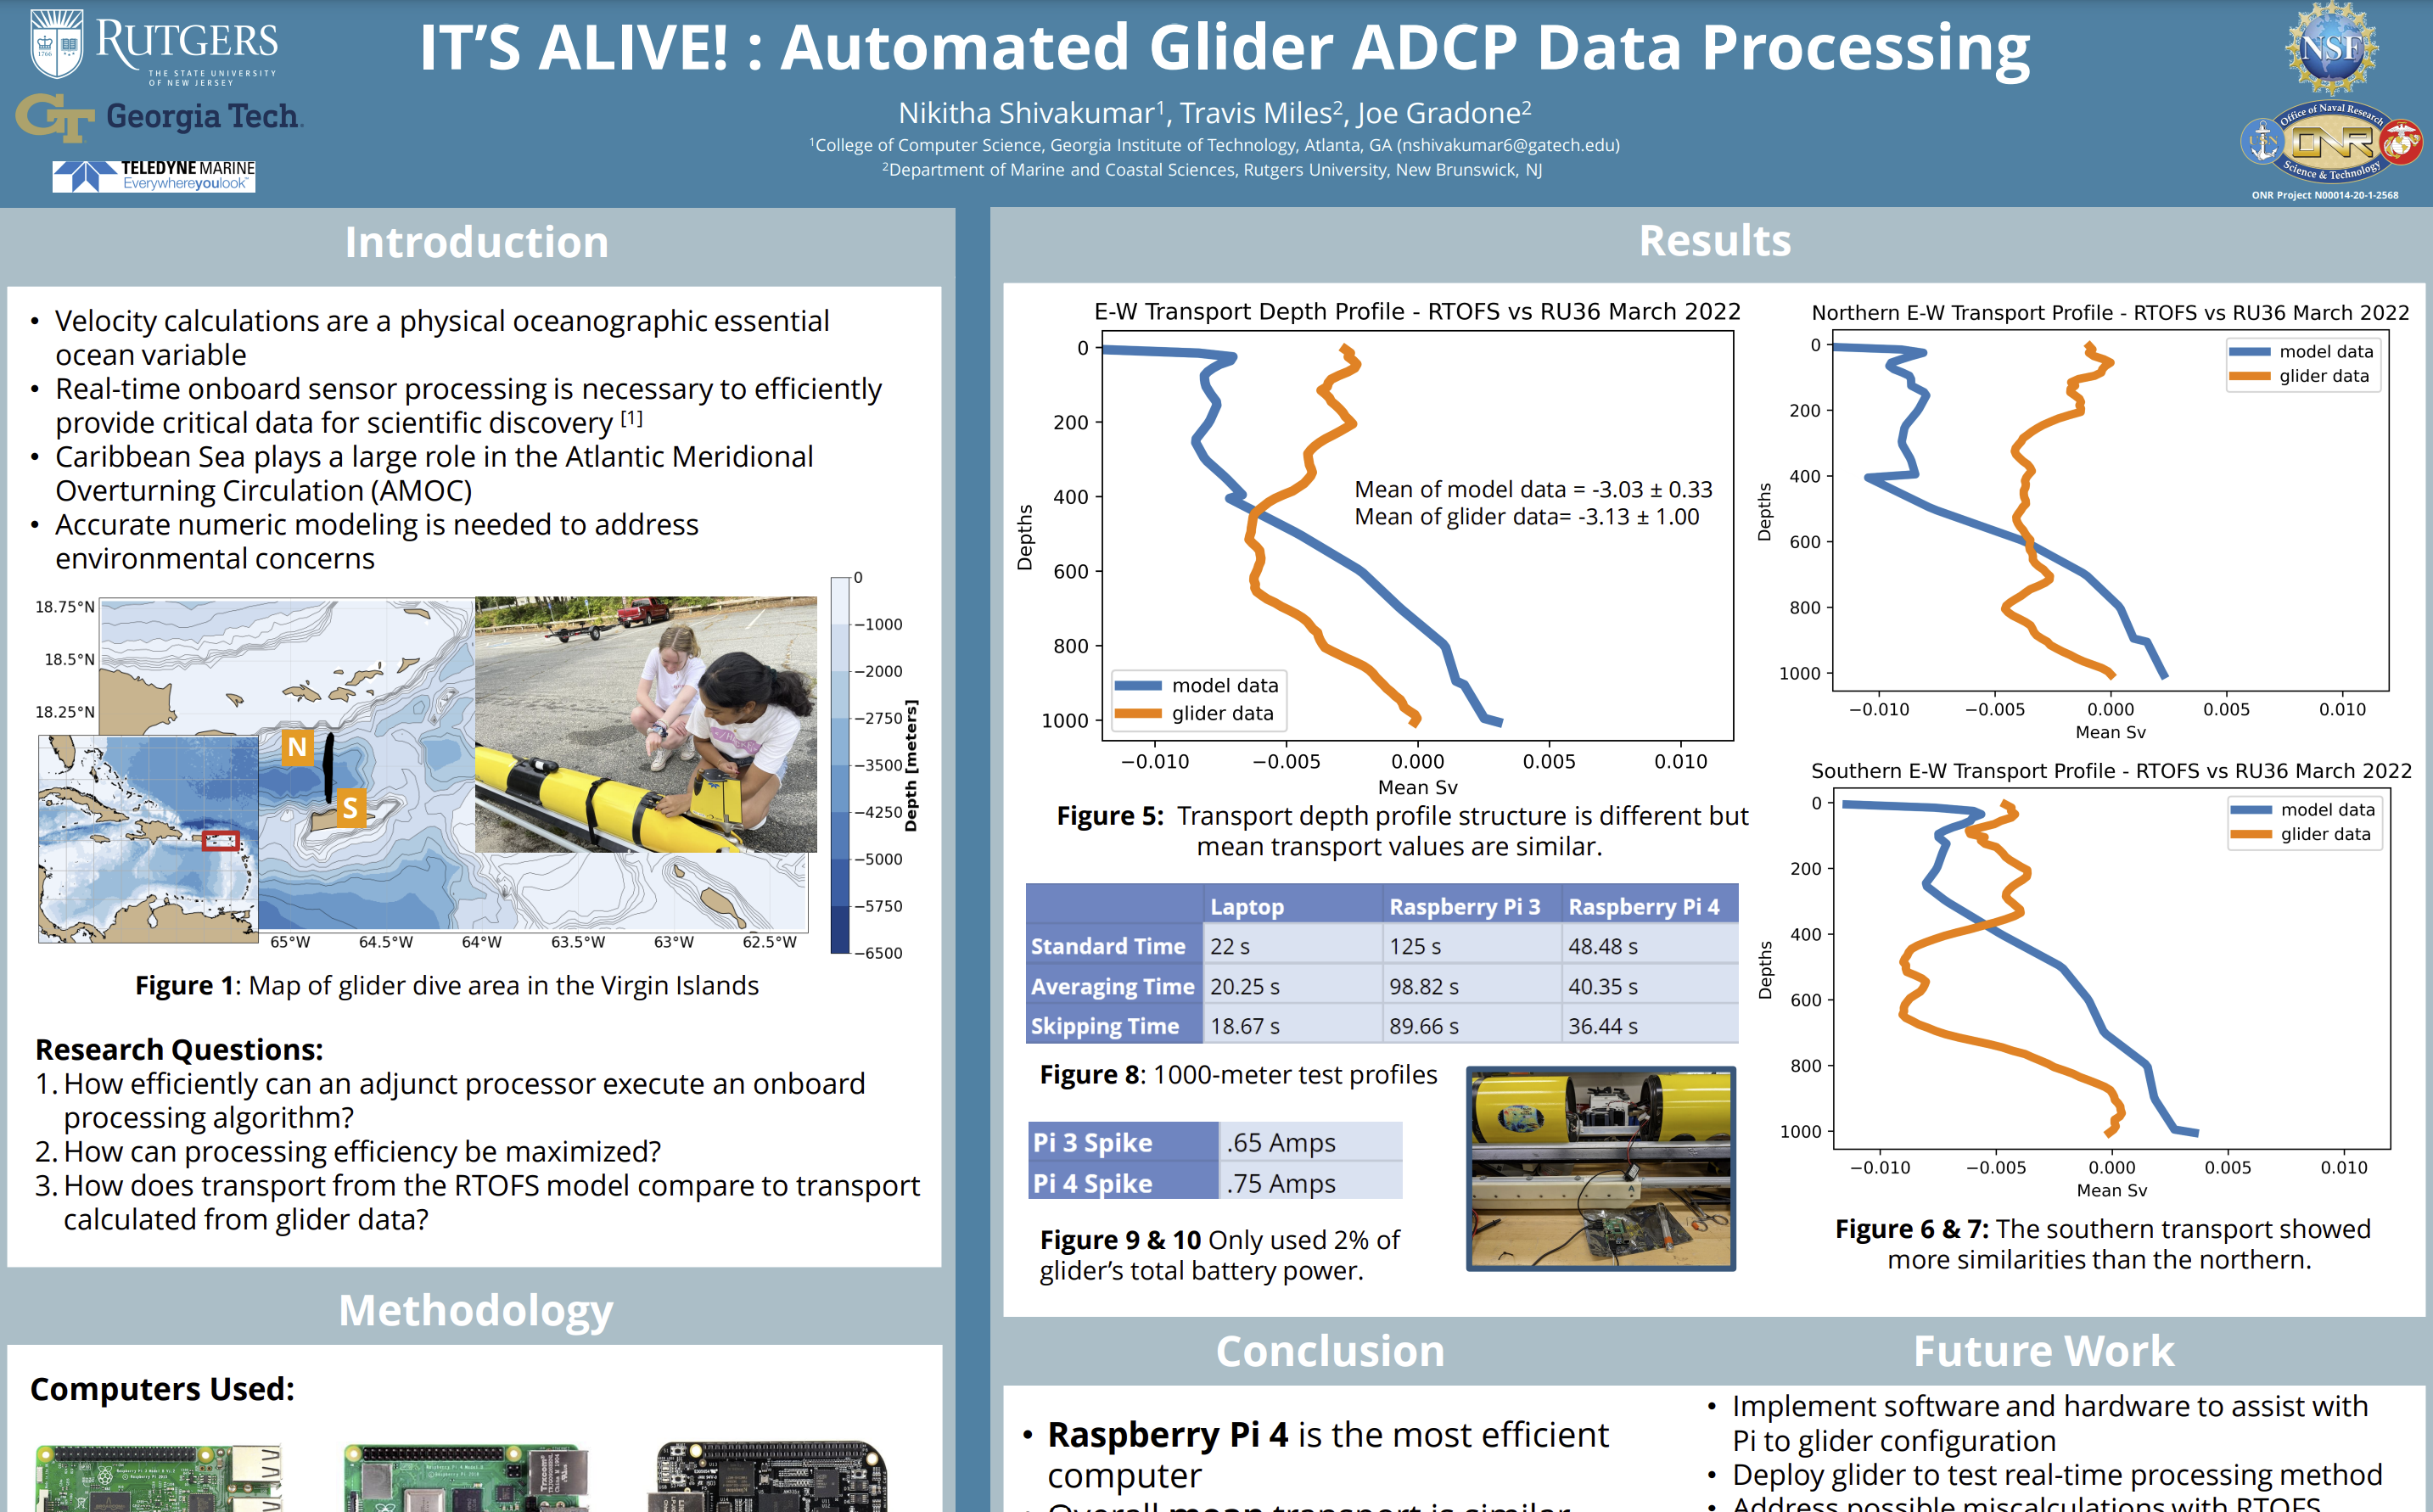 RUTGERS
THE STATE UNIVERSITY
OF NEW JERSEY
GT Georgia Tech.
TELEDYNE MARINE
Everywhereyoulook™
IT'S ALIVE! : Automated Glider ADCP Data Processing
Nikitha Shivakumar1, Travis Miles2, Joe Gradone2
1College of Computer Science, Georgia Institute of Technology, Atlanta, GA (nshivakumar6@gatech.edu)
2Department of Marine and Coastal Sciences, Rutgers University, New Brunswick, NJ
NSF
Office of Naval Research
ONR
Science & Technology
ONR Project N00014-20-1-2568
Introduction
• Velocity calculations are a physical oceanographic essential
ocean variable
• Real-time onboard sensor processing is necessary to efficiently
provide critical data for scientific discovery [1]
• Caribbean Sea plays a large role in the Atlantic Meridional
Overturning Circulation (AMOC)
• Accurate numeric modeling is needed to address
environmental concerns
18.75°N
18.5°N
18.25°N
N
S
65°W 64.5°W 64°W 63.5°W 63°W 62.5°W
0
−1000
−2000
−2750
−3500
−4250
−5000
−5750
−6500
Depth [meters]
Figure 1: Map of glider dive area in the Virgin Islands
Research Questions:
1. How efficiently can an adjunct processor execute an onboard
processing algorithm?
2. How can processing efficiency be maximized?
3. How does transport from the RTOFS model compare to transport
calculated from glider data?
Methodology
Computers Used:
Results
E-W Transport Depth Profile - RTOFS vs RU36 March 2022
0
200
400
600
800
1000
Depths
Mean of model data = -3.03 ± 0.33
Mean of glider data= -3.13 ± 1.00
model data
glider data
−0.010 −0.005 0.000 0.005 0.010
Mean Sv
Figure 5: Transport depth profile structure is different but
mean transport values are similar.
Laptop Raspberry Pi 3 Raspberry Pi 4
Standard Time 22 s 125 s 48.48 s
Averaging Time 20.25 s 98.82 s 40.35 s
Skipping Time 18.67 s 89.66 s 36.44 s
Figure 8: 1000-meter test profiles
Pi 3 Spike .65 Amps
Pi 4 Spike .75 Amps
Figure 9 & 10 Only used 2% of
glider's total battery power.
Northern E-W Transport Profile - RTOFS vs RU36 March 2022
model data
glider data
0
200
400
600
800
1000
Depths
−0.010 −0.005 0.000 0.005 0.010
Mean Sv
Southern E-W Transport Profile - RTOFS vs RU36 March 2022
model data
glider data
0
200
400
600
800
1000
Depths
−0.010 −0.005 0.000 0.005 0.010
Mean Sv
Figure 6 & 7: The southern transport showed
more similarities than the northern.
Conclusion
• Raspberry Pi 4 is the most efficient
computer
• Overall mean transport is similar
Future Work
• Implement software and hardware to assist with
Pi to glider configuration
• Deploy glider to test real-time processing method
• Address possible miscalculations with RTOFS